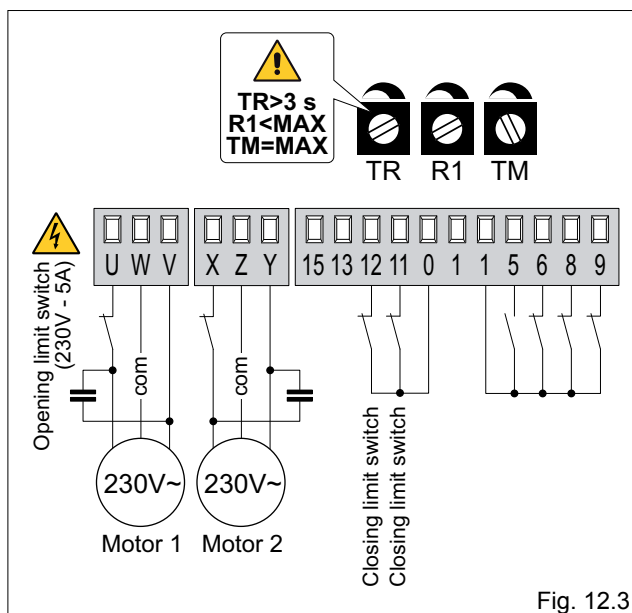 TR>3 s
R1<MAX
TM=MAX
TR R1 TM
Opening limit switch
(230V - 5A)
U W V X Z Y 15 13 12 11 0 1 1 5 6 8 9
com
com
230V~
230V~
Motor 1
Motor 2
Closing limit switch
Closing limit switch
Fig. 12.3